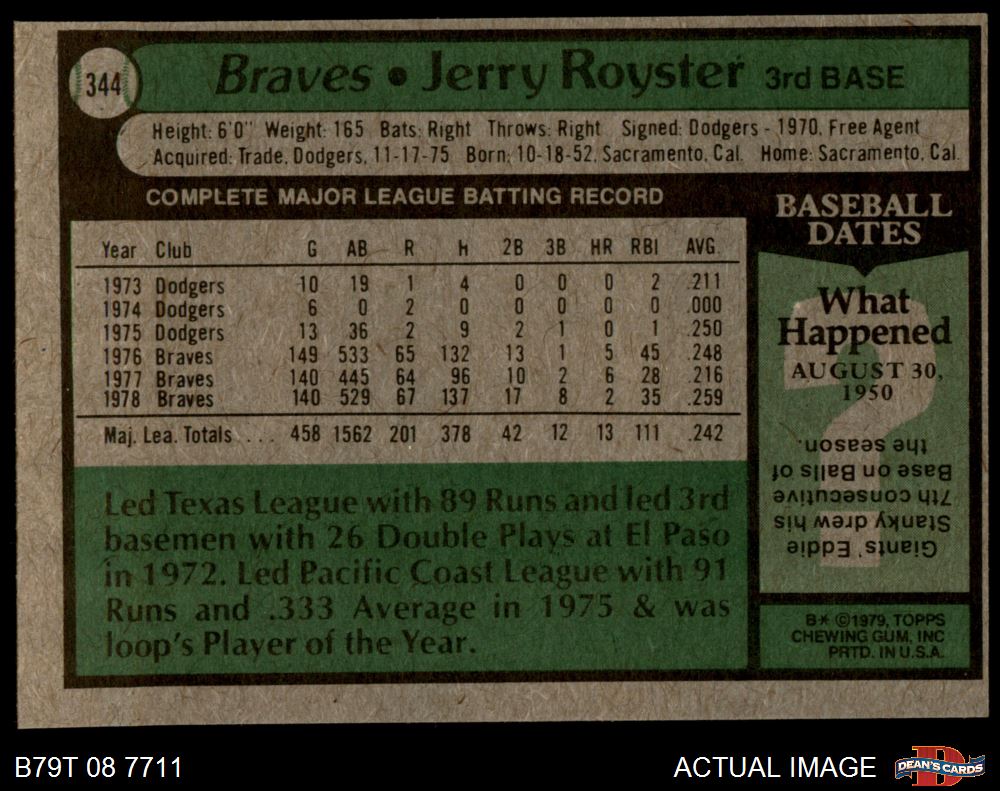 344
Braves • Jerry Royster 3rd BASE
Height: 6'0" Weight: 165 Bats: Right Throws: Right Signed: Dodgers - 1970, Free Agent
Acquired: Trade, Dodgers, 11-17-75 Born: 10-18-52, Sacramento, Cal. Home: Sacramento, Cal.
COMPLETE MAJOR LEAGUE BATTING RECORD
Year Club G AB R H 2B 3B HR RBI AVG.
1973 Dodgers 10 19 1 4 0 0 0 2 .211
1974 Dodgers 6 0 2 0 0 0 0 0 .000
1975 Dodgers 13 36 2 9 2 1 0 1 .250
1976 Braves 149 533 65 132 13 1 5 45 .248
1977 Braves 140 445 64 96 10 2 6 28 .216
1978 Braves 140 529 67 137 17 8 2 35 .259
Maj. Lea. Totals . . . 458 1562 201 378 42 12 13 111 .242
Led Texas League with 89 Runs and led 3rd
basemen with 26 Double Plays at El Paso
in 1972. Led Pacific Coast League with 91
Runs and .333 Average in 1975 & was
loop's Player of the Year.
BASEBALL
DATES
What
Happened
AUGUST 30,
1950
?
Giants' Eddie
Stanky drew his
7th consecutive
Base on Balls of
the season.
B* ©1979, TOPPS
CHEWING GUM, INC
PRTD. IN U.S.A.
B79T 08 7711
ACTUAL IMAGE
D
DEAN'S CARDS